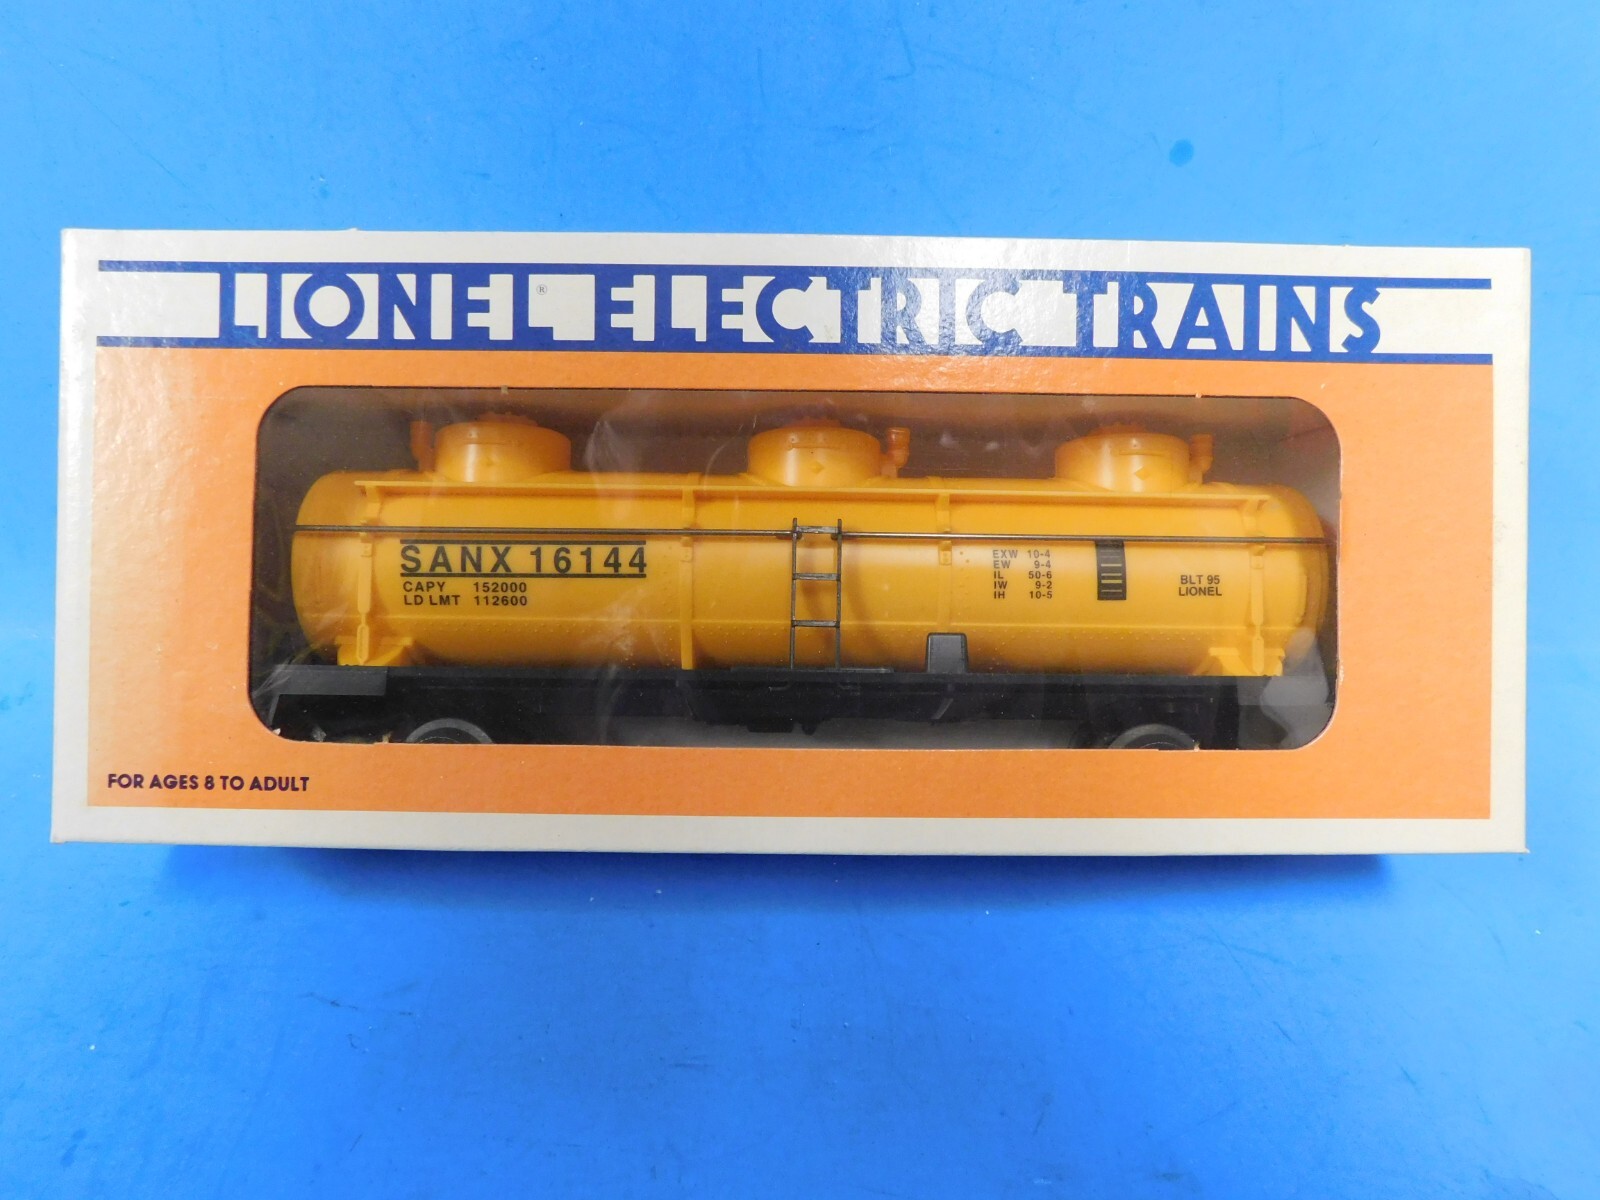 LIONEL® ELECTRIC TRAINS
SANX 16144
CAPY 152000
LD LMT 112600
EXW 10-4
EW 9-4
IL 50-6
IW 9-2
IH 10-5
BLT 95
LIONEL
FOR AGES 8 TO ADULT